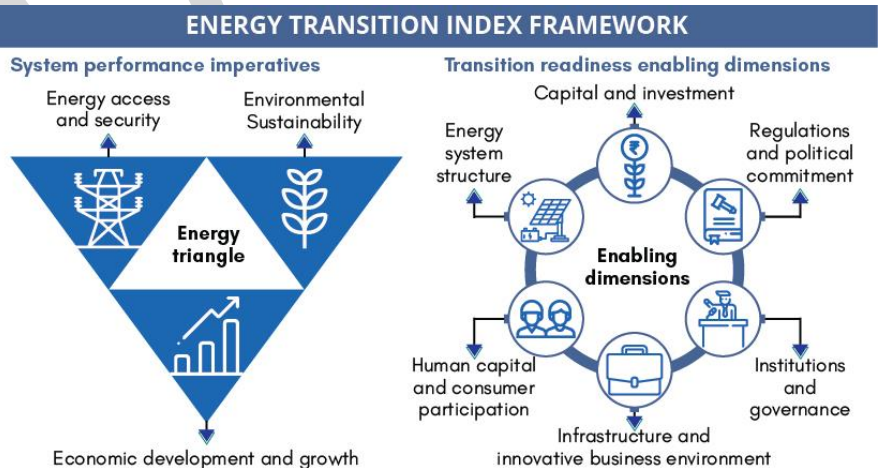 ENERGY TRANSITION INDEX FRAMEWORK
System performance imperatives
Energy access
and security
Environmental
Sustainability
Energy
triangle
Economic development and growth
Transition readiness enabling dimensions
Capital and investment
Energy
system
structure
Regulations
and political
commitment
Enabling
dimensions
Human capital
and consumer
participation
Institutions
and
governance
Infrastructure and
innovative business environment
₹